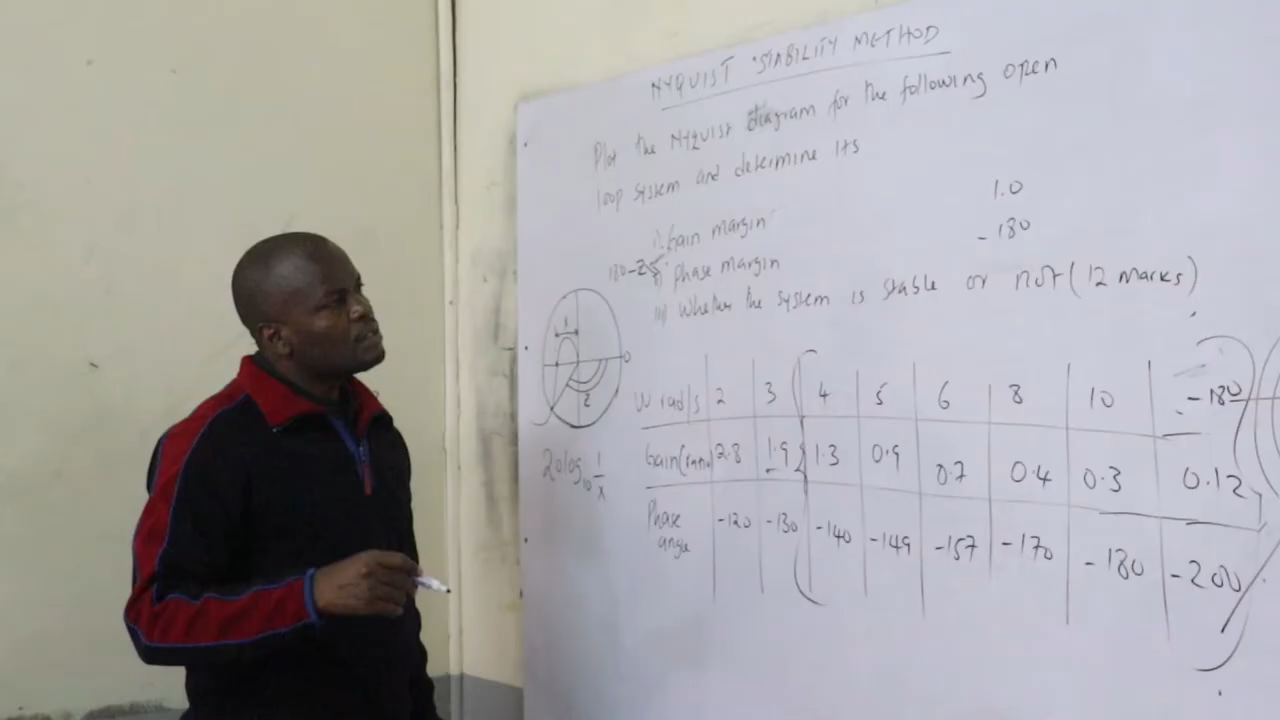 NYQUIST STABILITY METHOD
Plot the NYQUIST diagram for the following open
loop system and determine its
1.0
i) Gain margin
-180
180-Z
ii) phase margin
iii) Whether the system is stable or not (12 marks)
1
0
Z
W rad/s 2 3 4 5 6 8 10 -180
20log10 1/x
Gain 2.8 1.9 1.3 0.9 0.7 0.4 0.3 0.12
Phase angle -120 -130 -140 -149 -157 -170 -180 -200